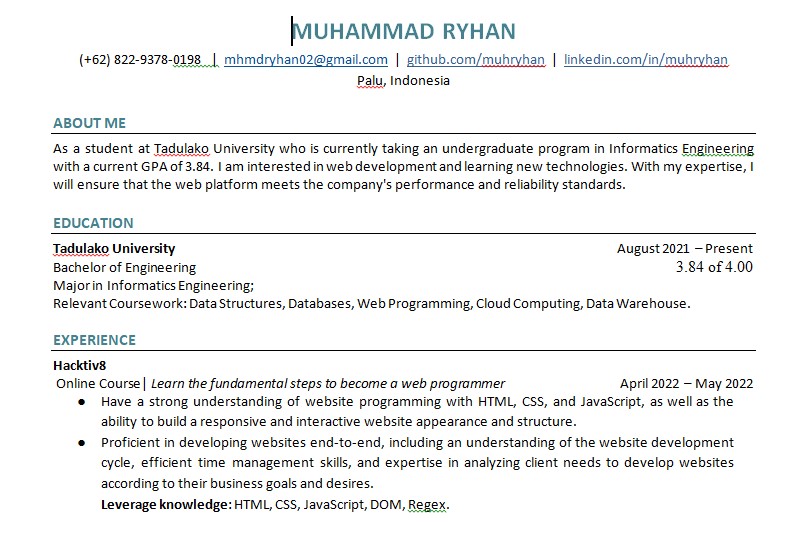 MUHAMMAD RYHAN
(+62) 822-9378-0198 | mhmdryhan02@gmail.com | github.com/muhryhan | linkedin.com/in/muhryhan
Palu, Indonesia
ABOUT ME
As a student at Tadulako University who is currently taking an undergraduate program in Informatics Engineering
with a current GPA of 3.84. I am interested in web development and learning new technologies. With my expertise, I
will ensure that the web platform meets the company's performance and reliability standards.
EDUCATION
Tadulako University August 2021 – Present
Bachelor of Engineering 3.84 of 4.00
Major in Informatics Engineering;
Relevant Coursework: Data Structures, Databases, Web Programming, Cloud Computing, Data Warehouse.
EXPERIENCE
Hacktiv8
Online Course| Learn the fundamental steps to become a web programmer April 2022 – May 2022
● Have a strong understanding of website programming with HTML, CSS, and JavaScript, as well as the
ability to build a responsive and interactive website appearance and structure.
● Proficient in developing websites end-to-end, including an understanding of the website development
cycle, efficient time management skills, and expertise in analyzing client needs to develop websites
according to their business goals and desires.
Leverage knowledge: HTML, CSS, JavaScript, DOM, Regex.